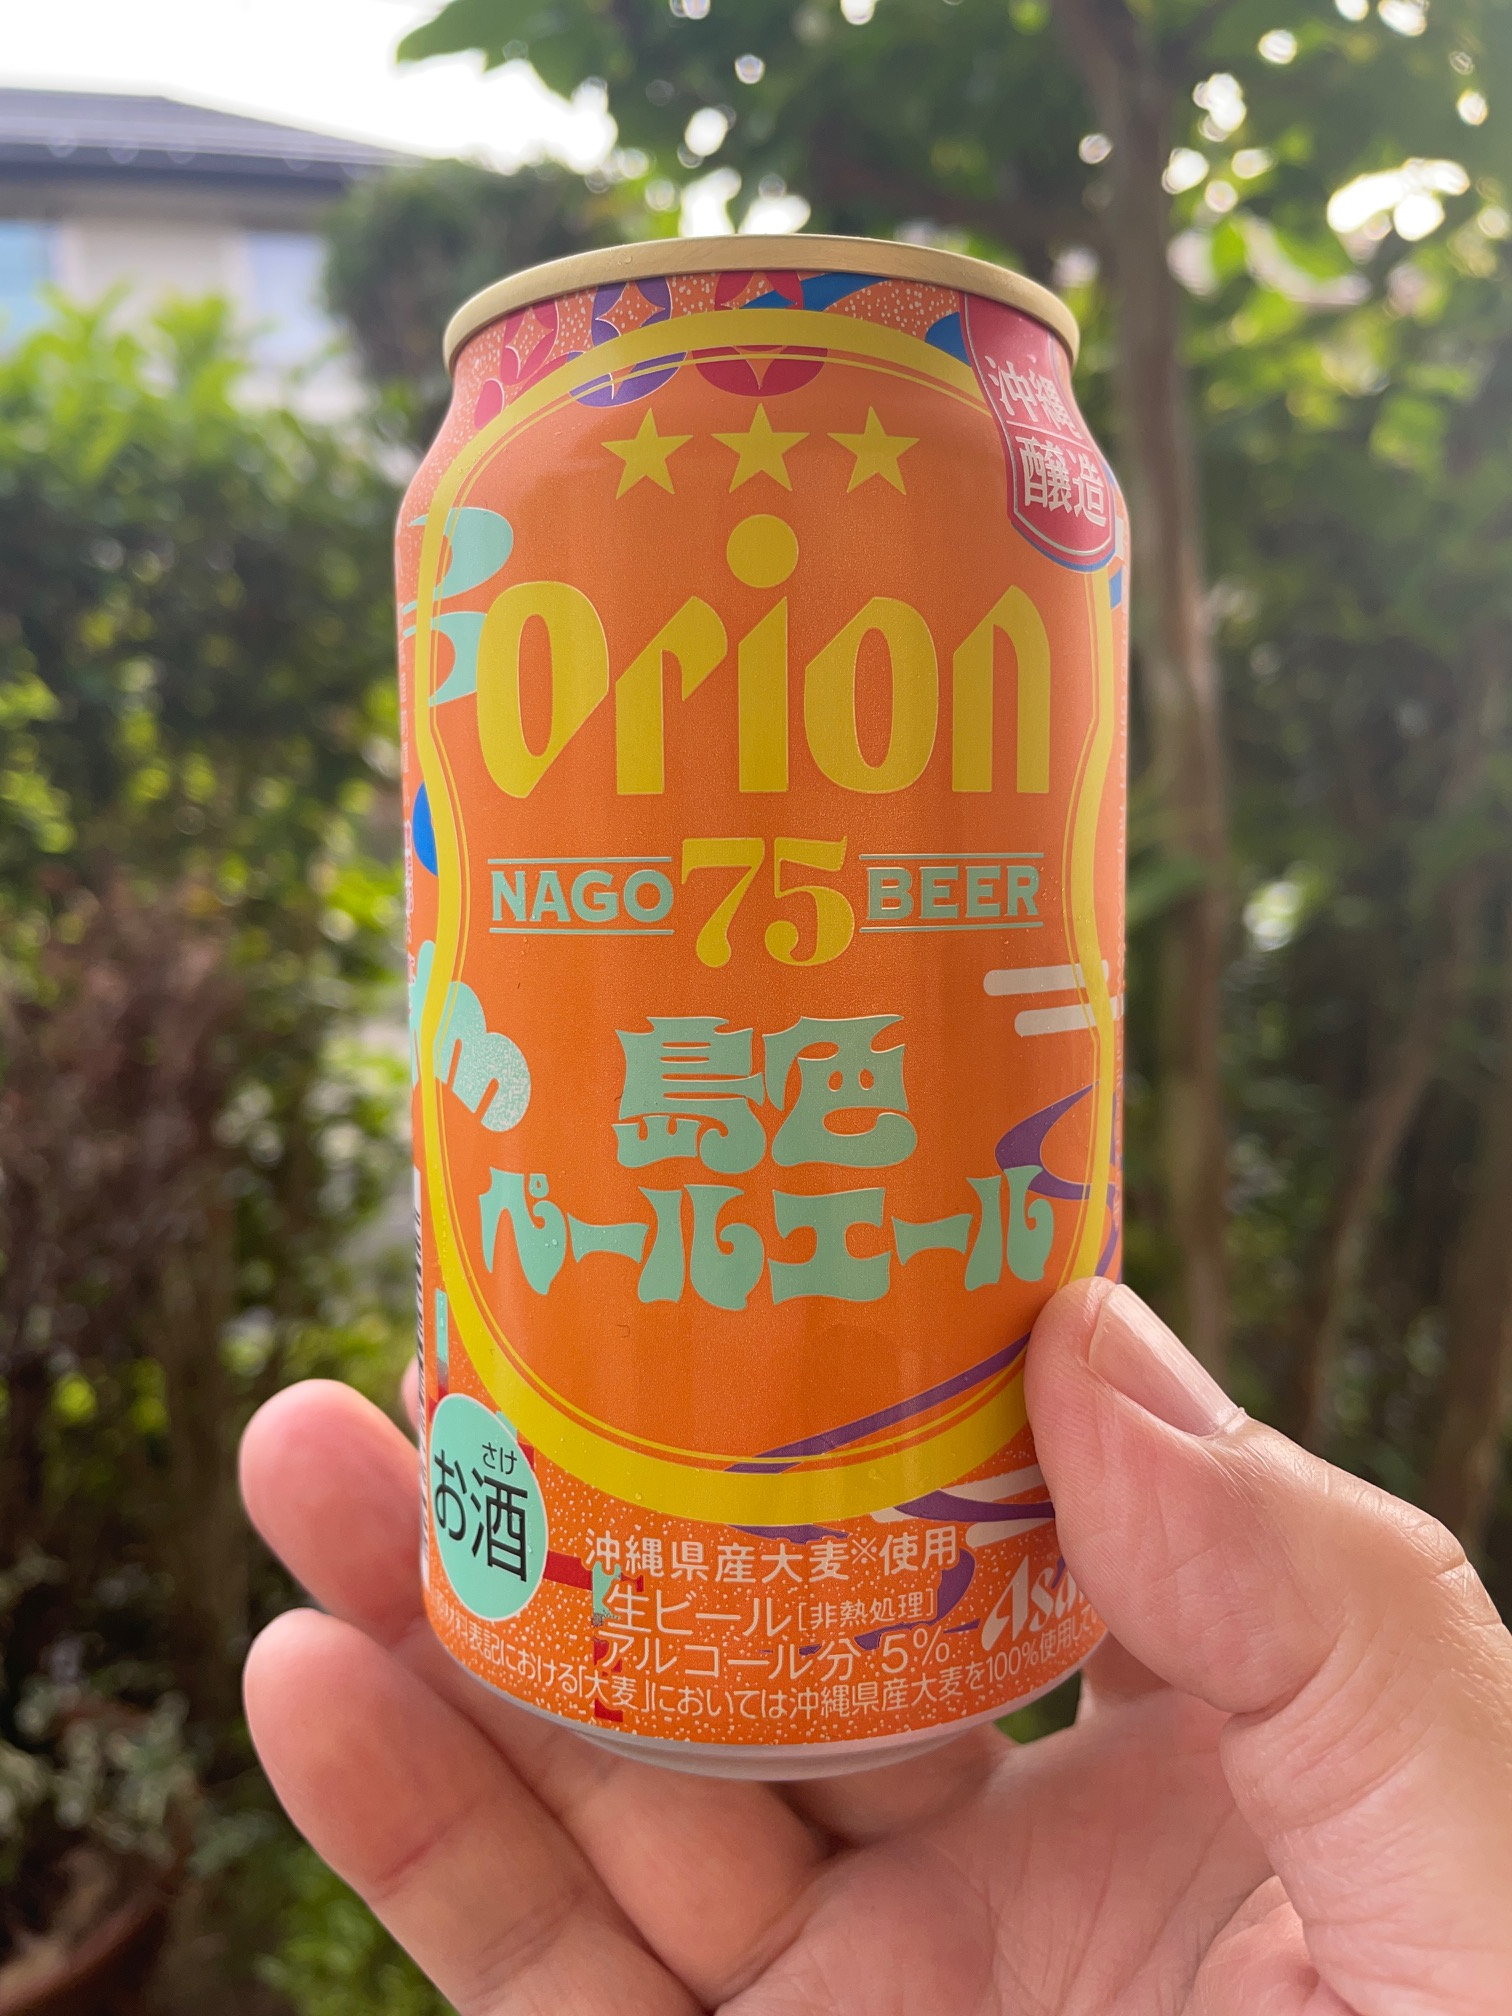 沖縄
醸造
orion
NAGO 75 BEER
島色
ペールエール
さけ
お酒
沖縄県産大麦※使用
生ビール[非熱処理]
アルコール分 5%
表記における「大麦」においては沖縄県産大麦を100%使用し